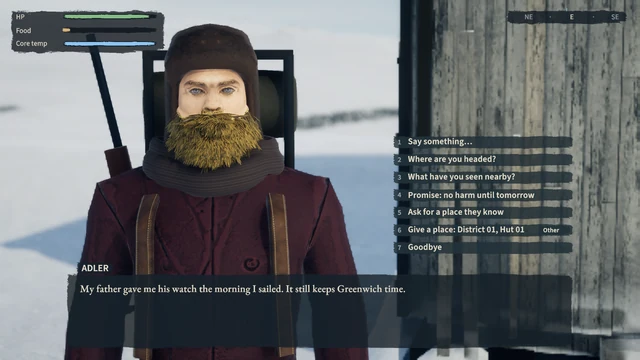 HP
Food
Core temp
NE · E · SE
1 Say something...
2 Where are you headed?
3 What have you seen nearby?
4 Promise: no harm until tomorrow
5 Ask for a place they know
6 Give a place: District 01, Hut 01 Other
7 Goodbye
ADLER
My father gave me his watch the morning I sailed. It still keeps Greenwich time.